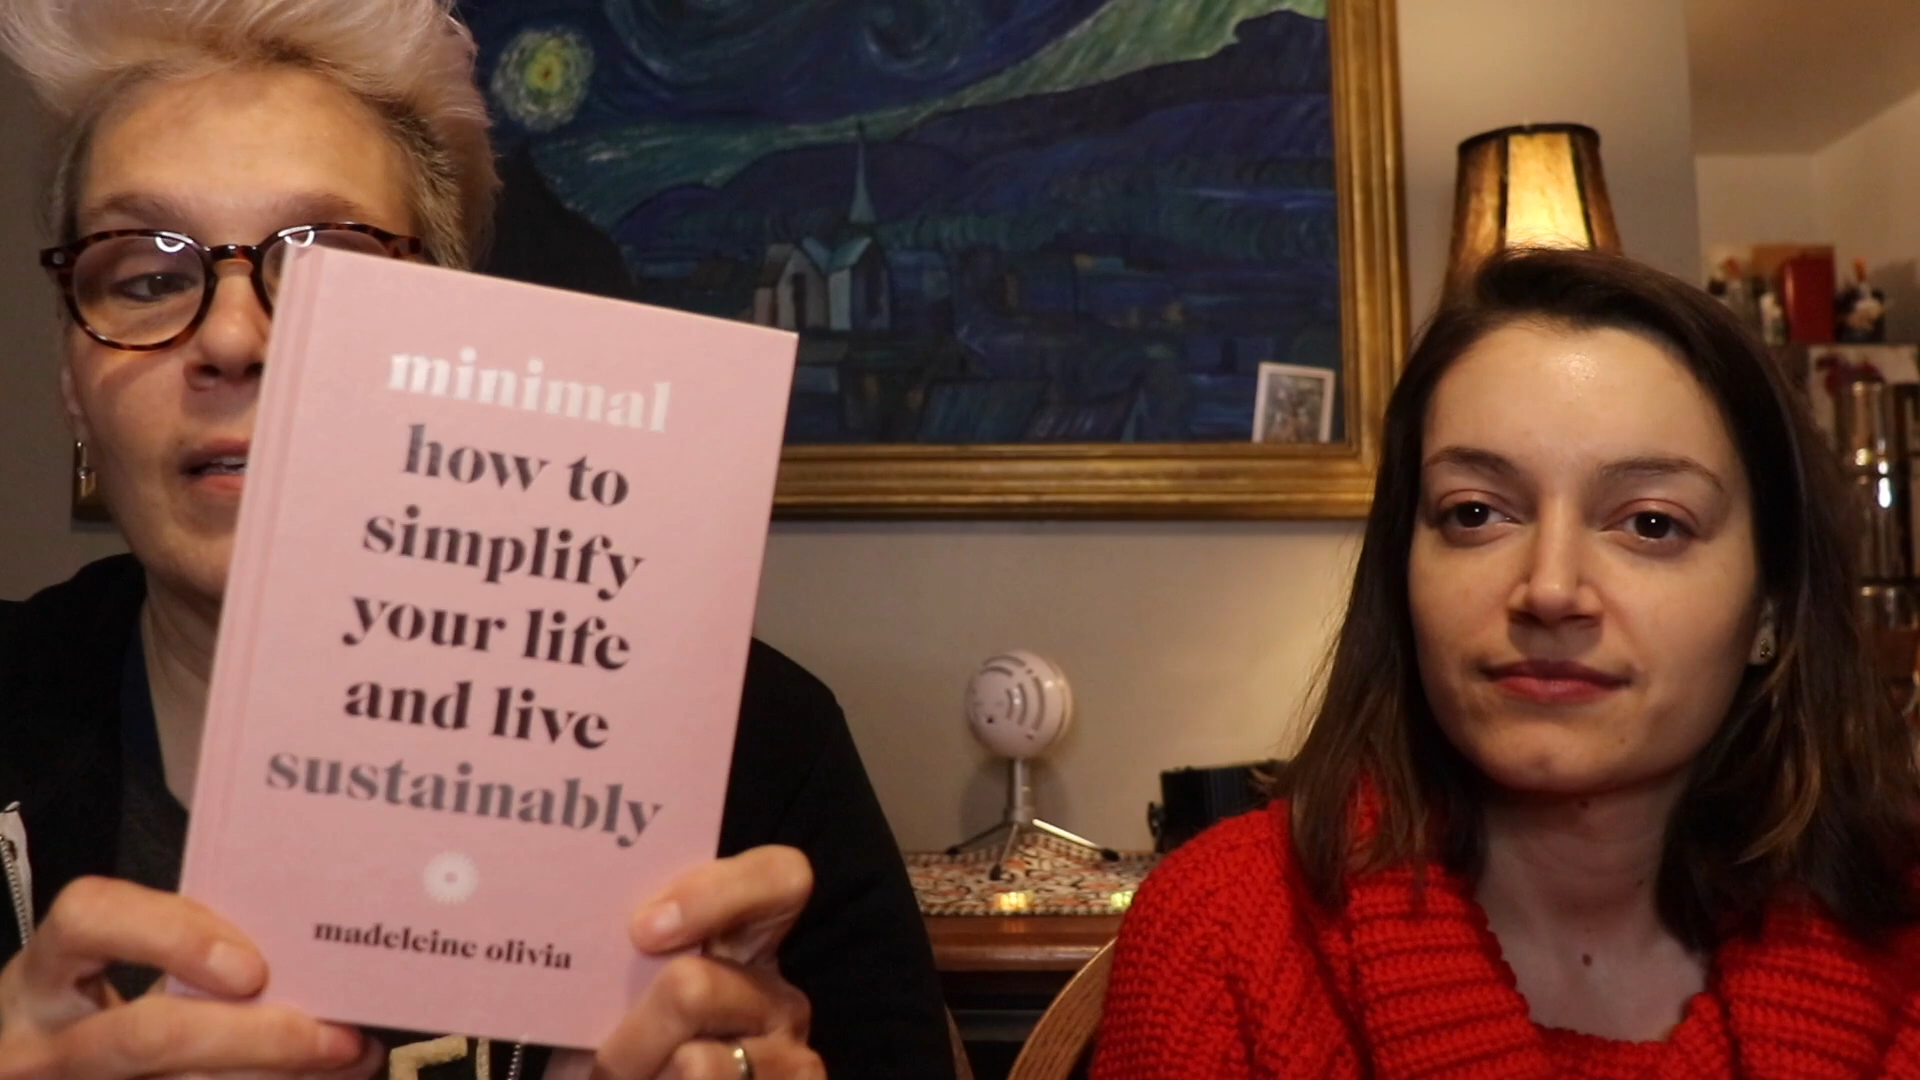 minimal
how to
simplify
your life
and live
sustainably
madeleine olivia